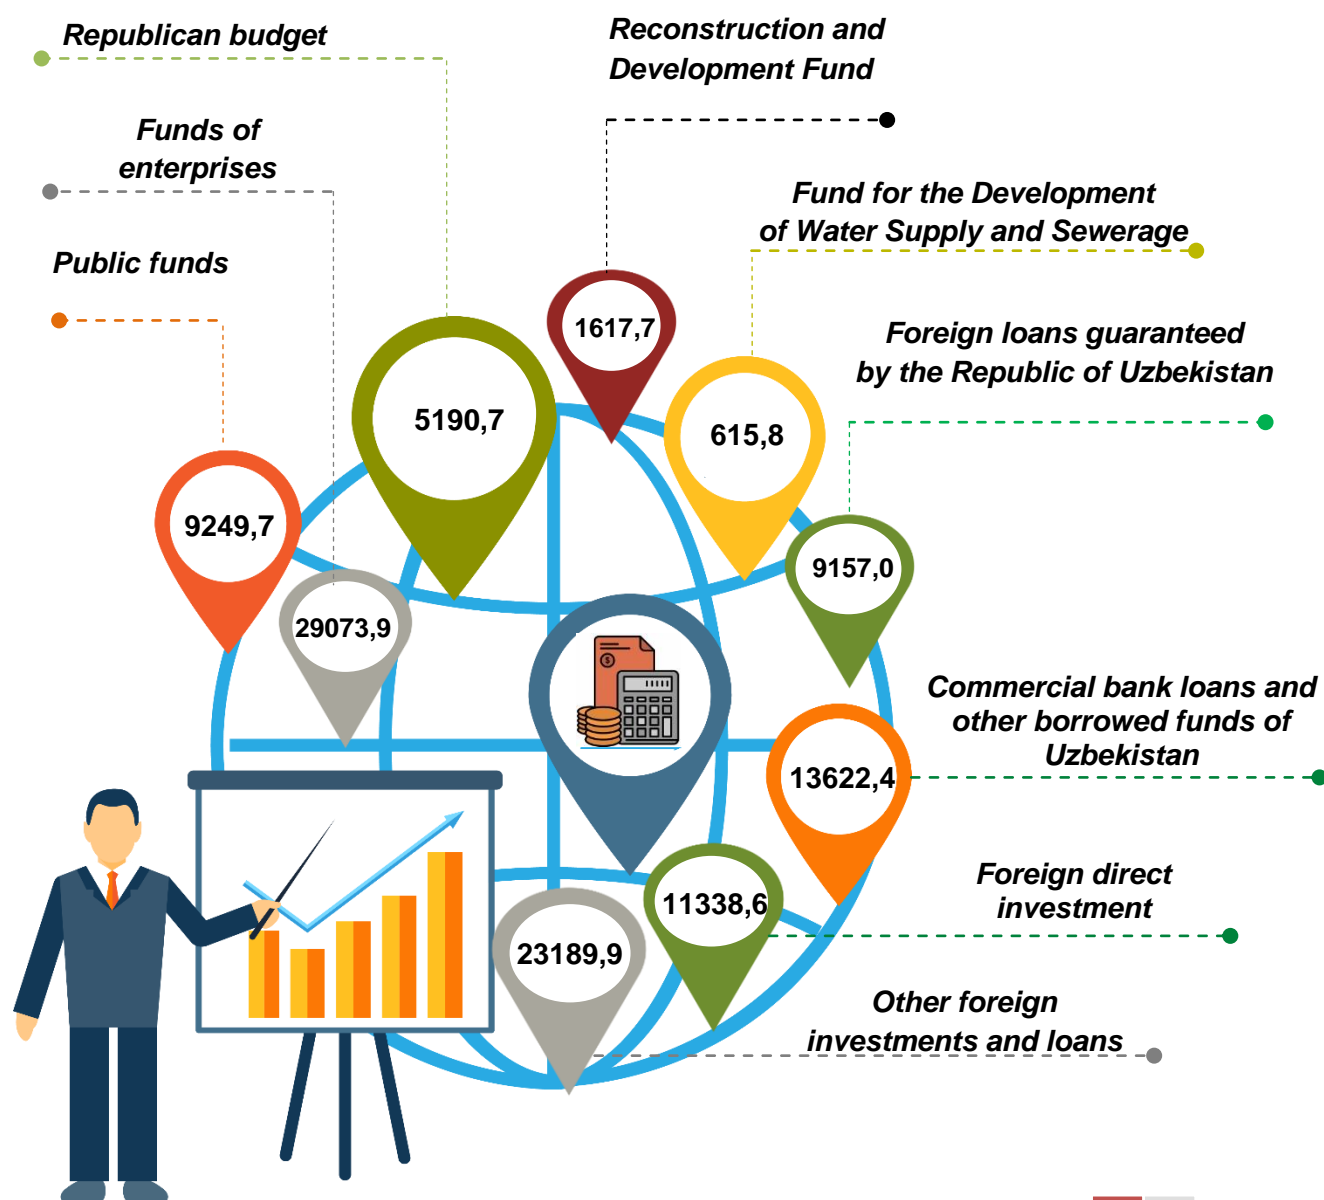 Republican budget
Reconstruction and
Development Fund
Funds of
enterprises
Fund for the Development
of Water Supply and Sewerage
Public funds
Foreign loans guaranteed
by the Republic of Uzbekistan
1617,7
5190,7
615,8
9249,7
9157,0
29073,9
Commercial bank loans and
other borrowed funds of
Uzbekistan
13622,4
Foreign direct
investment
11338,6
23189,9
Other foreign
investments and loans